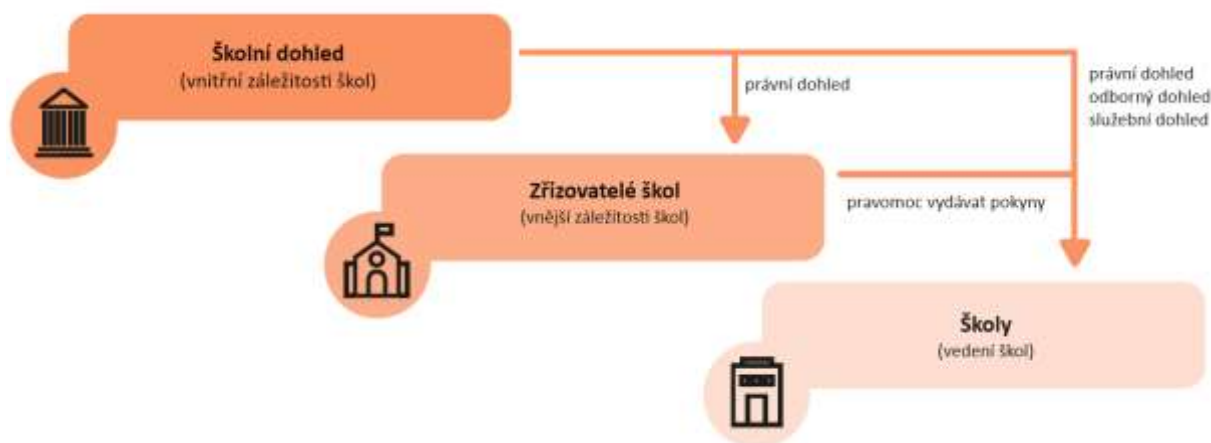 Školní dohled
(vnitřní záležitosti škol)
právní dohled
právní dohled
odborný dohled
služební dohled
Zřizovatelé škol
(vnější záležitosti škol)
pravomoc vydávat pokyny
Školy
(vedení škol)